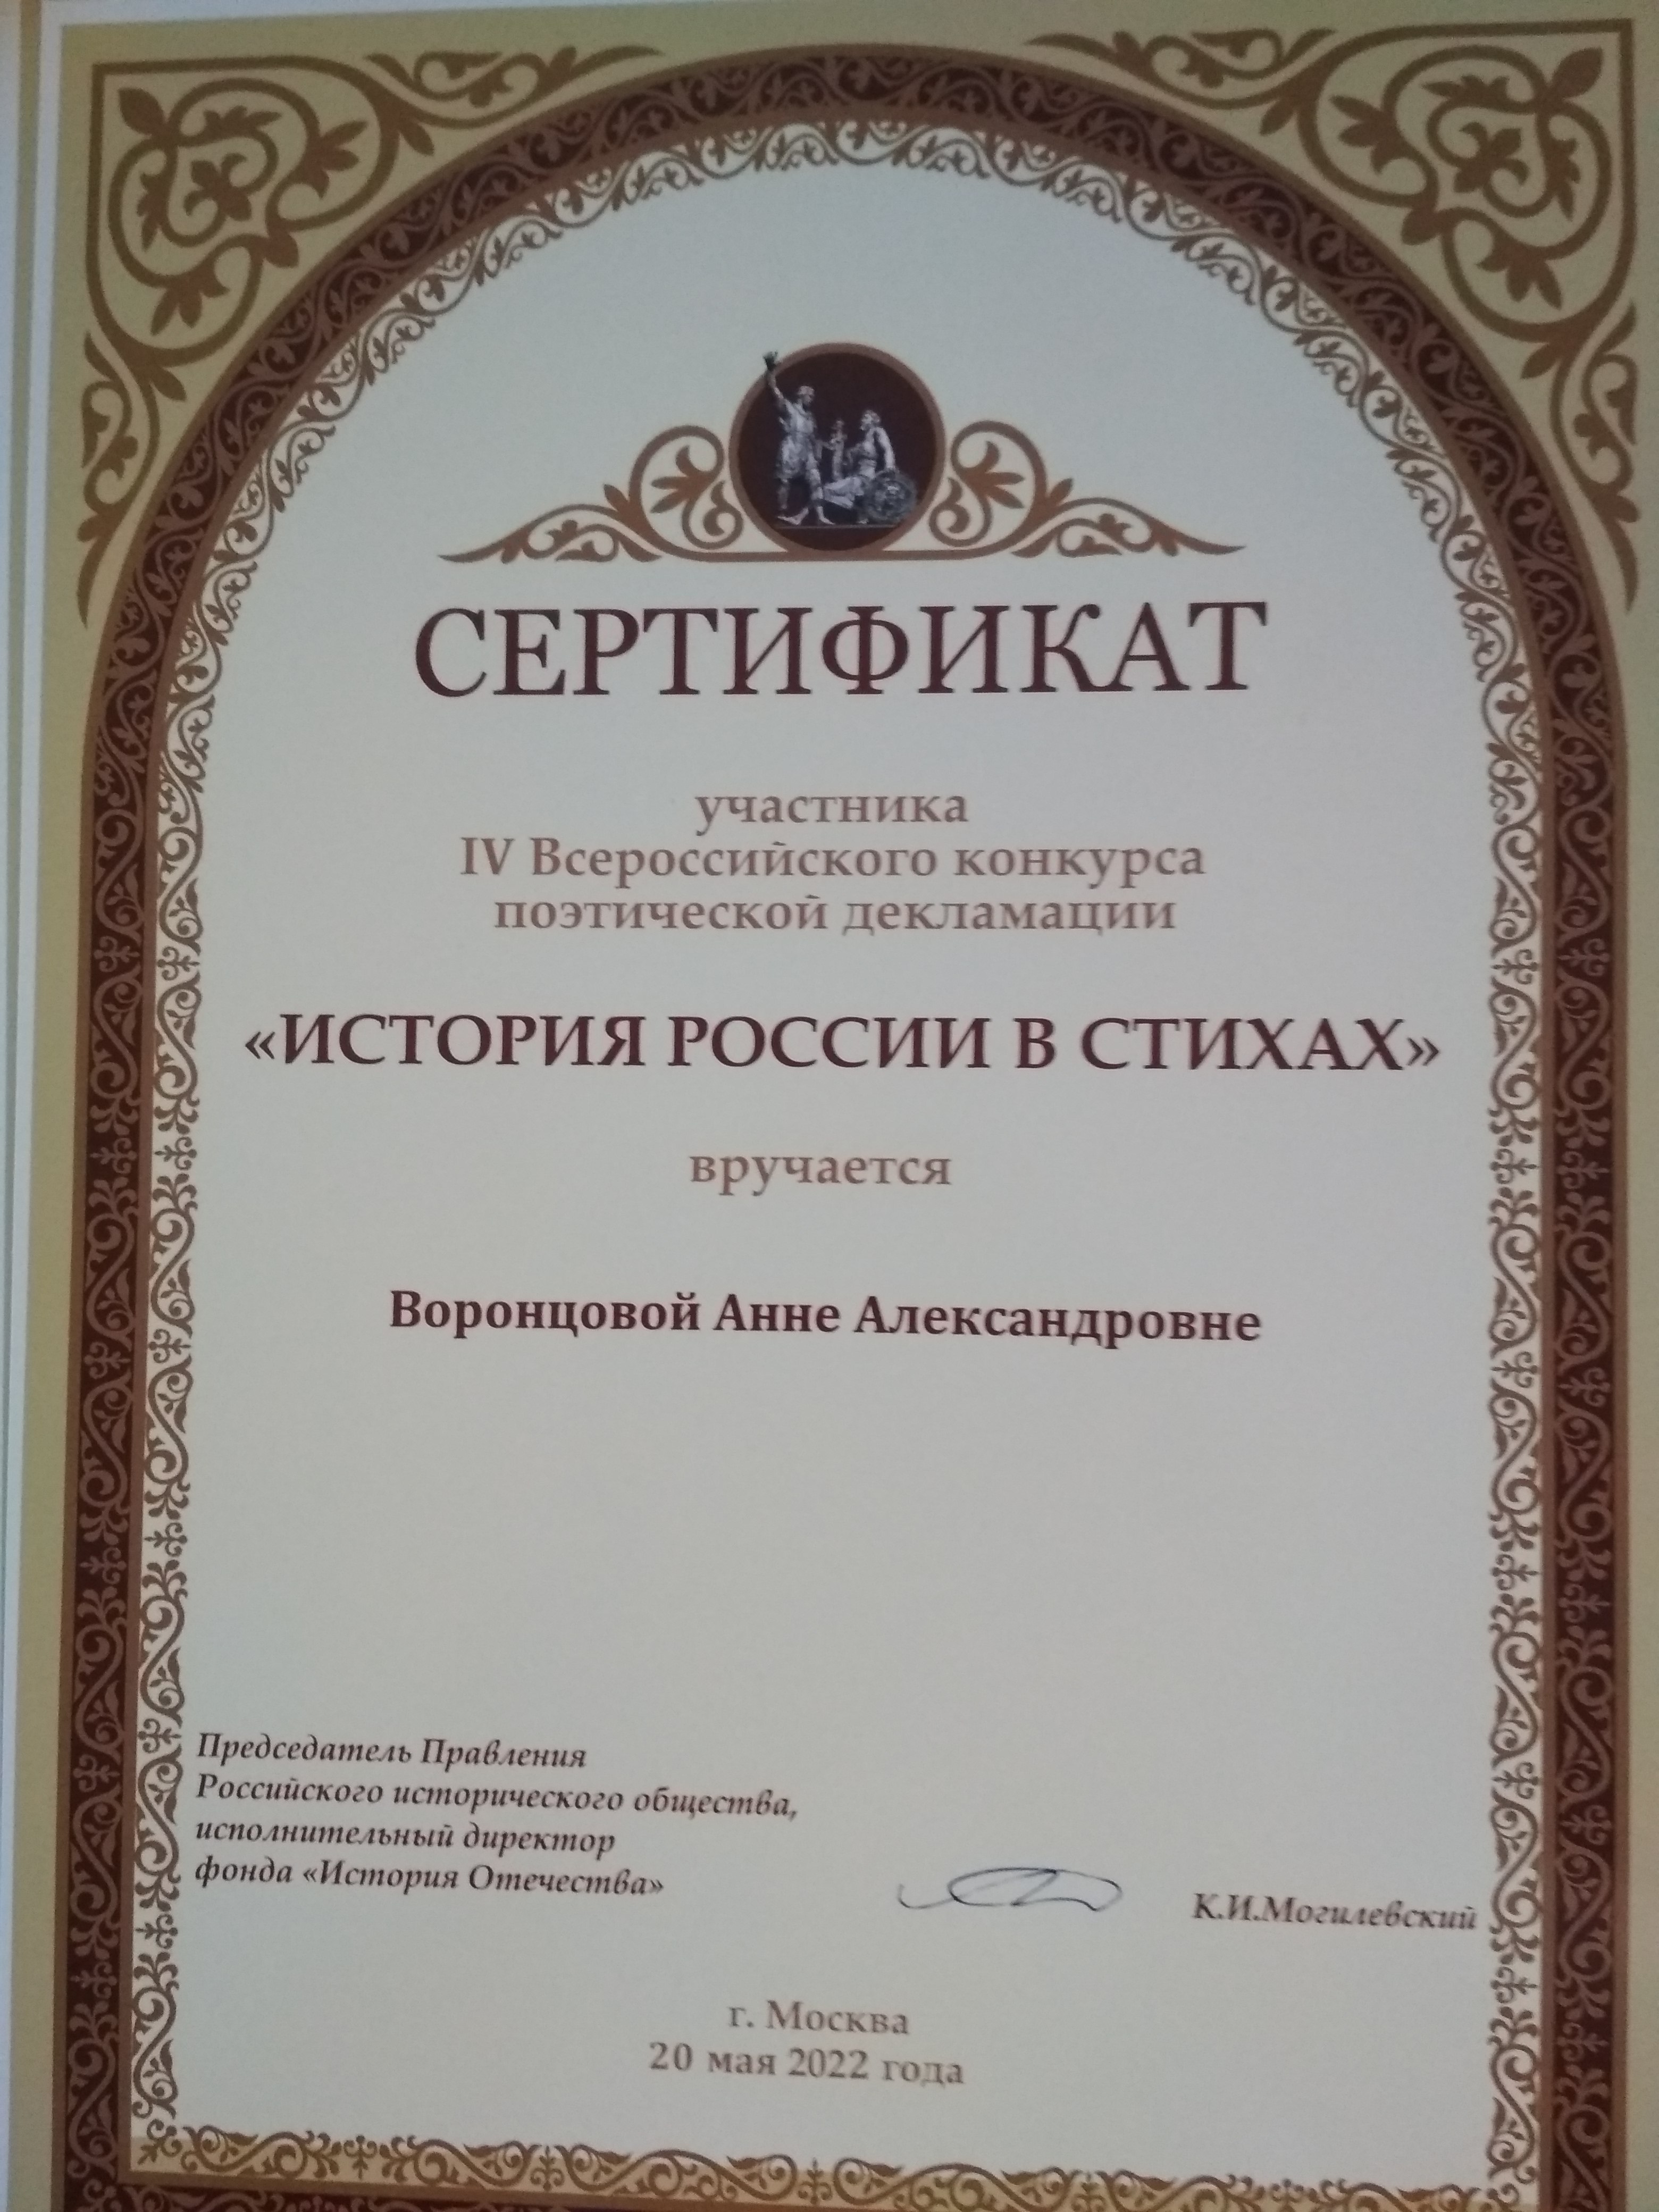 СЕРТИФИКАТ
участника
IV Всероссийского конкурса
поэтической декламации
«ИСТОРИЯ РОССИИ В СТИХАХ»
вручается
Воронцовой Анне Александровне
Председатель Правления
Российского исторического общества,
исполнительный директор
фонда «История Отечества»
К.И.Могилевский
г. Москва
20 мая 2022 года